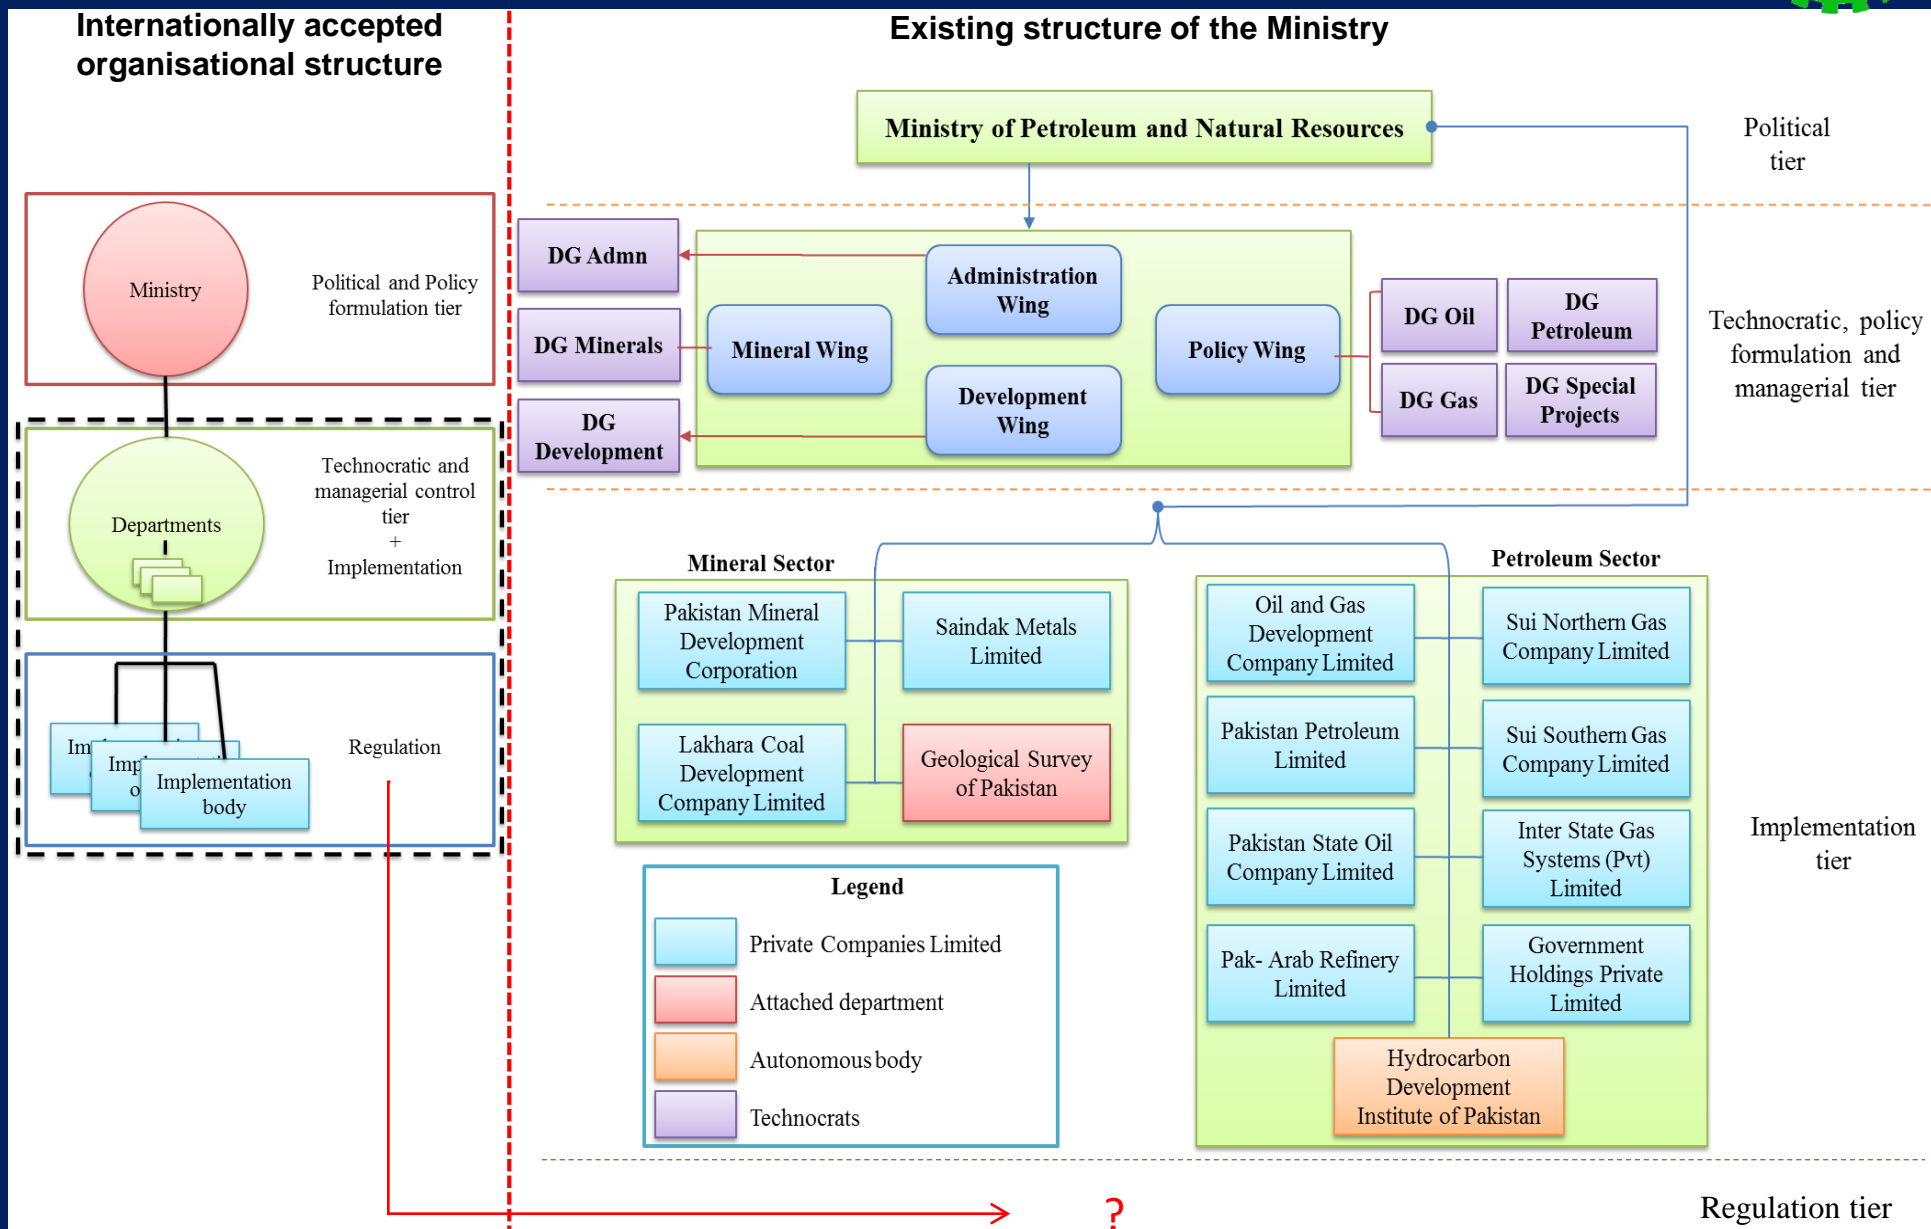 Internationally accepted
organisational structure
Ministry
Political and Policy
formulation tier
Departments
Technocratic and
managerial control
tier
+
Implementation
Implementation
body
Regulation
Existing structure of the Ministry
Ministry of Petroleum and Natural Resources
Political
tier
DG Admn
DG Minerals
DG
Development
Administration
Wing
Mineral Wing
Policy Wing
Development
Wing
DG Oil
DG
Petroleum
DG Gas
DG Special
Projects
Technocratic, policy
formulation and
managerial tier
Mineral Sector
Pakistan Mineral
Development
Corporation
Saindak Metals
Limited
Lakhara Coal
Development
Company Limited
Geological Survey
of Pakistan
Petroleum Sector
Oil and Gas
Development
Company Limited
Sui Northern Gas
Company Limited
Pakistan Petroleum
Limited
Sui Southern Gas
Company Limited
Pakistan State Oil
Company Limited
Inter State Gas
Systems (Pvt)
Limited
Pak- Arab Refinery
Limited
Government
Holdings Private
Limited
Hydrocarbon
Development
Institute of Pakistan
Implementation
tier
Legend
Private Companies Limited
Attached department
Autonomous body
Technocrats
?
Regulation tier